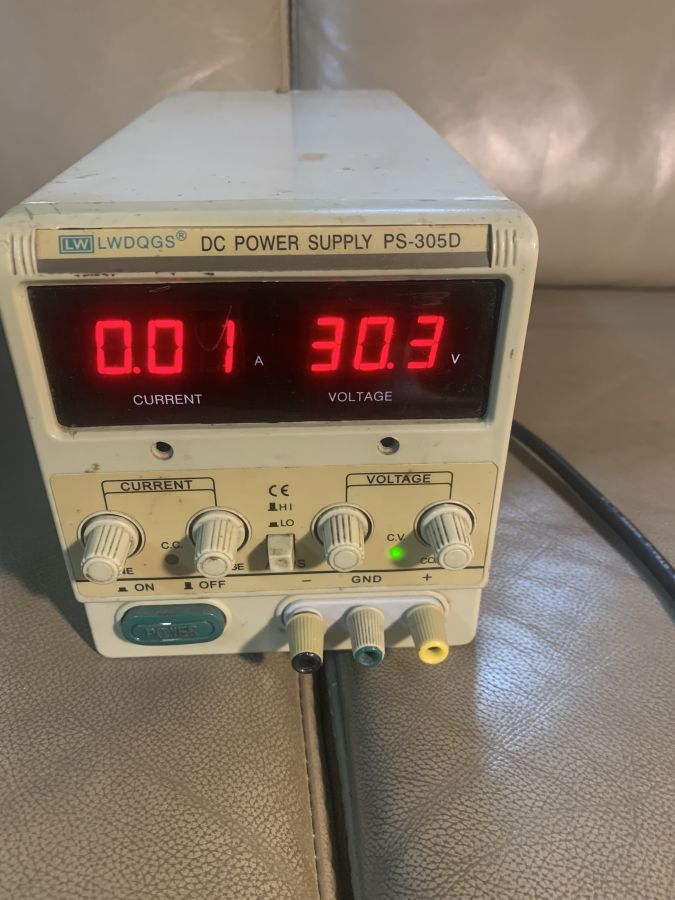 LW LWDQGS® DC POWER SUPPLY PS-305D
0.01 A 30.3 V
CURRENT VOLTAGE
CURRENT CE VOLTAGE
HI
LO
C.C. C.V.
- GND +
ON OFF
POWER